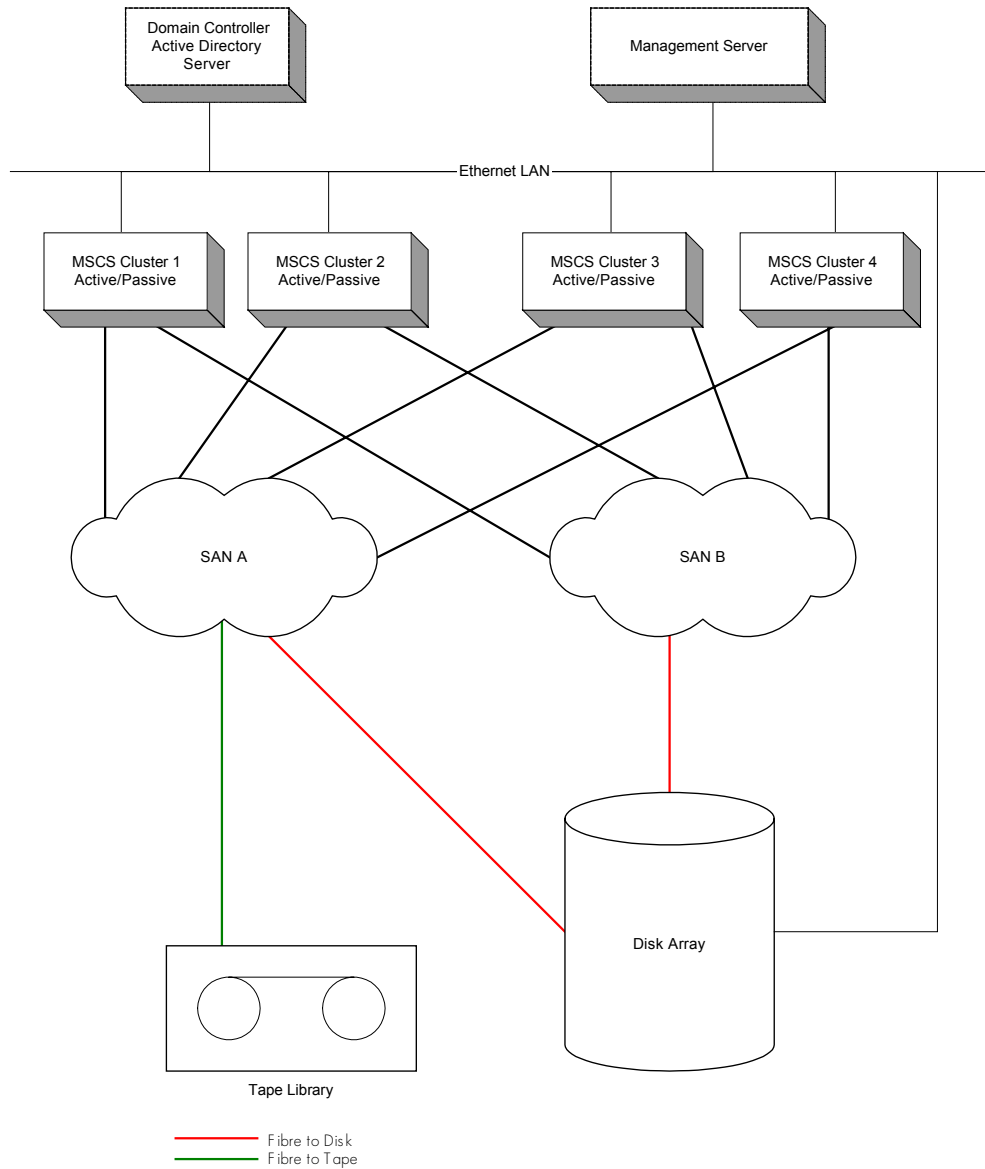 Domain Controller
Active Directory
Server
Management Server
Ethernet LAN
MSCS Cluster 1
Active/Passive
MSCS Cluster 2
Active/Passive
MSCS Cluster 3
Active/Passive
MSCS Cluster 4
Active/Passive
SAN A
SAN B
Disk Array
Tape Library
Fibre to Disk
Fibre to Tape